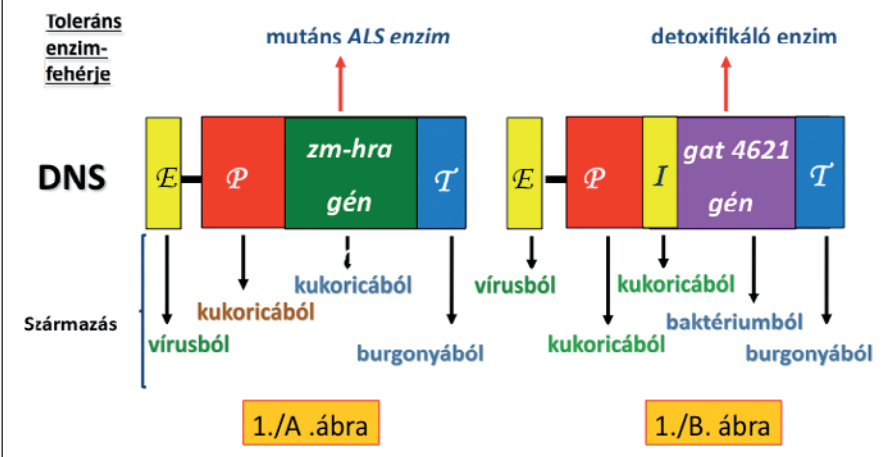 Toleráns
enzim-
fehérje
mutáns ALS enzim
detoxifikáló enzim
DNS
E
P
zm-hra
gén
T
E
P
I
gat 4621
gén
T
Származás
vírusból
kukoricából
kukoricából
burgonyából
vírusból
kukoricából
kukoricából
baktériumból
burgonyából
1./A .ábra
1./B. ábra